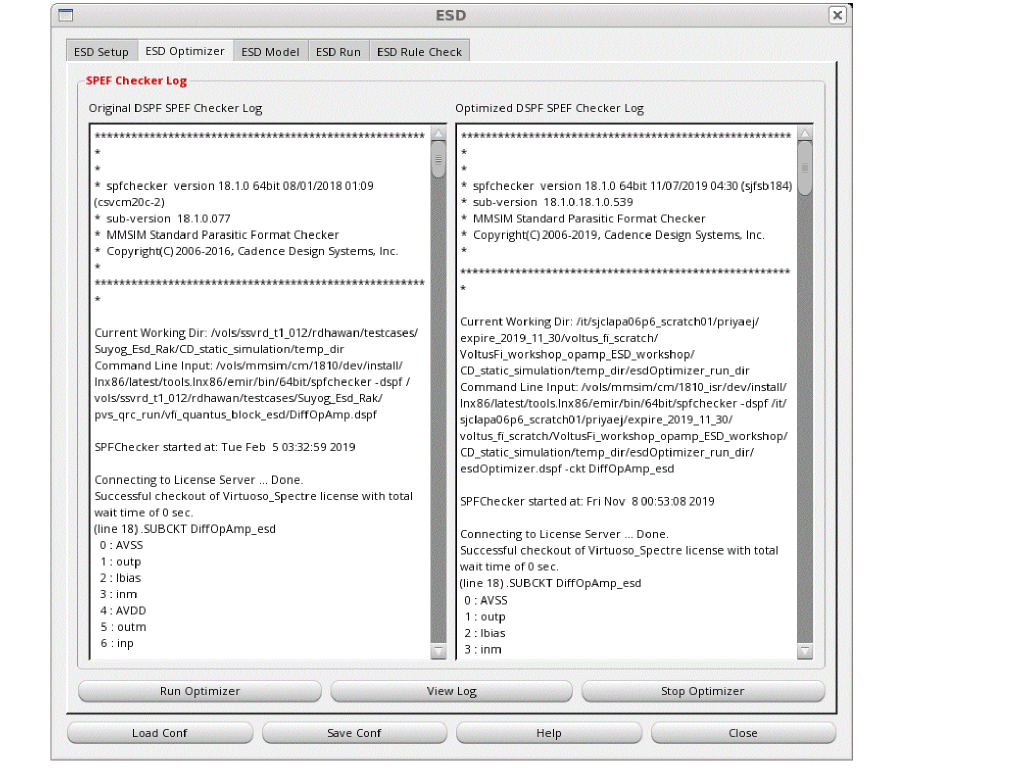 ESD
ESD Setup
ESD Optimizer
ESD Model
ESD Run
ESD Rule Check
SPEF Checker Log
Original DSPF SPEF Checker Log
******************************************************
*
*
* spfchecker version 18.1.0 64bit 08/01/2018 01:09
(csvcm20c-2)
* sub-version 18.1.0.077
* MMSIM Standard Parasitic Format Checker
* Copyright(C) 2006-2016, Cadence Design Systems, Inc.
*
******************************************************
*
Current Working Dir: /vols/ssvrd_t1_012/rdhawan/testcases/
Suyog_Esd_Rak/CD_static_simulation/temp_dir
Command Line Input: /vols/mmsim/cm/1810/dev/install/
lnx86/latest/tools.lnx86/emir/bin/64bit/spfchecker -dspf /
vols/ssvrd_t1_012/rdhawan/testcases/Suyog_Esd_Rak/
pvs_qrc_run/vfi_quantus_block_esd/DiffOpAmp.dspf
SPFChecker started at: Tue Feb  5 03:32:59 2019
Connecting to License Server ... Done.
Successful checkout of Virtuoso_Spectre license with total
wait time of 0 sec.
(line 18) .SUBCKT DiffOpAmp_esd
0 : AVSS
1 : outp
2 : Ibias
3 : inm
4 : AVDD
5 : outm
6 : inp
Optimized DSPF SPEF Checker Log
******************************************************
*
*
* spfchecker version 18.1.0 64bit 11/07/2019 04:30 (sjfsb184)
* sub-version 18.1.0.18.1.0.539
* MMSIM Standard Parasitic Format Checker
* Copyright(C) 2006-2019, Cadence Design Systems, Inc.
*
******************************************************
*
Current Working Dir: /it/sjclapa06p6_scratch01/priyaej/
expire_2019_11_30/voltus_fi_scratch/
VoltusFi_workshop_opamp_ESD_workshop/
CD_static_simulation/temp_dir/esdOptimizer_run_dir
Command Line Input: /vols/mmsim/cm/1810_isr/dev/install/
lnx86/latest/tools.lnx86/emir/bin/64bit/spfchecker -dspf /it/
sjclapa06p6_scratch01/priyaej/expire_2019_11_30/
voltus_fi_scratch/VoltusFi_workshop_opamp_ESD_workshop/
CD_static_simulation/temp_dir/esdOptimizer_run_dir/
esdOptimizer.dspf -ckt DiffOpAmp_esd
SPFChecker started at: Fri Nov  8 00:53:08 2019
Connecting to License Server ... Done.
Successful checkout of Virtuoso_Spectre license with total
wait time of 0 sec.
(line 18) .SUBCKT DiffOpAmp_esd
0 : AVSS
1 : outp
2 : Ibias
3 : inm
Run Optimizer
View Log
Stop Optimizer
Load Conf
Save Conf
Help
Close